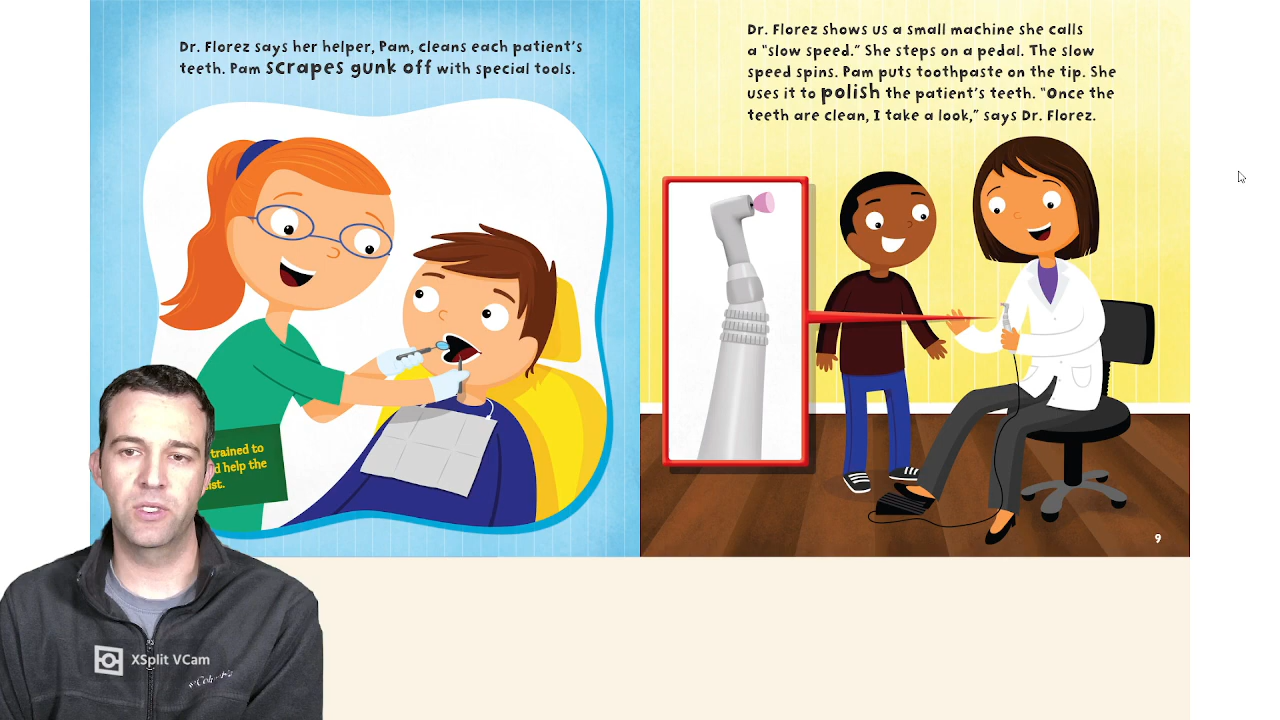 Dr. Florez says her helper, Pam, cleans each patient's
teeth. Pam scrapes gunk off with special tools.
trained to
d help the
ist.
Dr. Florez shows us a small machine she calls
a “slow speed.” She steps on a pedal. The slow
speed spins. Pam puts toothpaste on the tip. She
uses it to polish the patient's teeth. “Once the
teeth are clean, I take a look,” says Dr. Florez.
9
XSplit VCam
Columbia